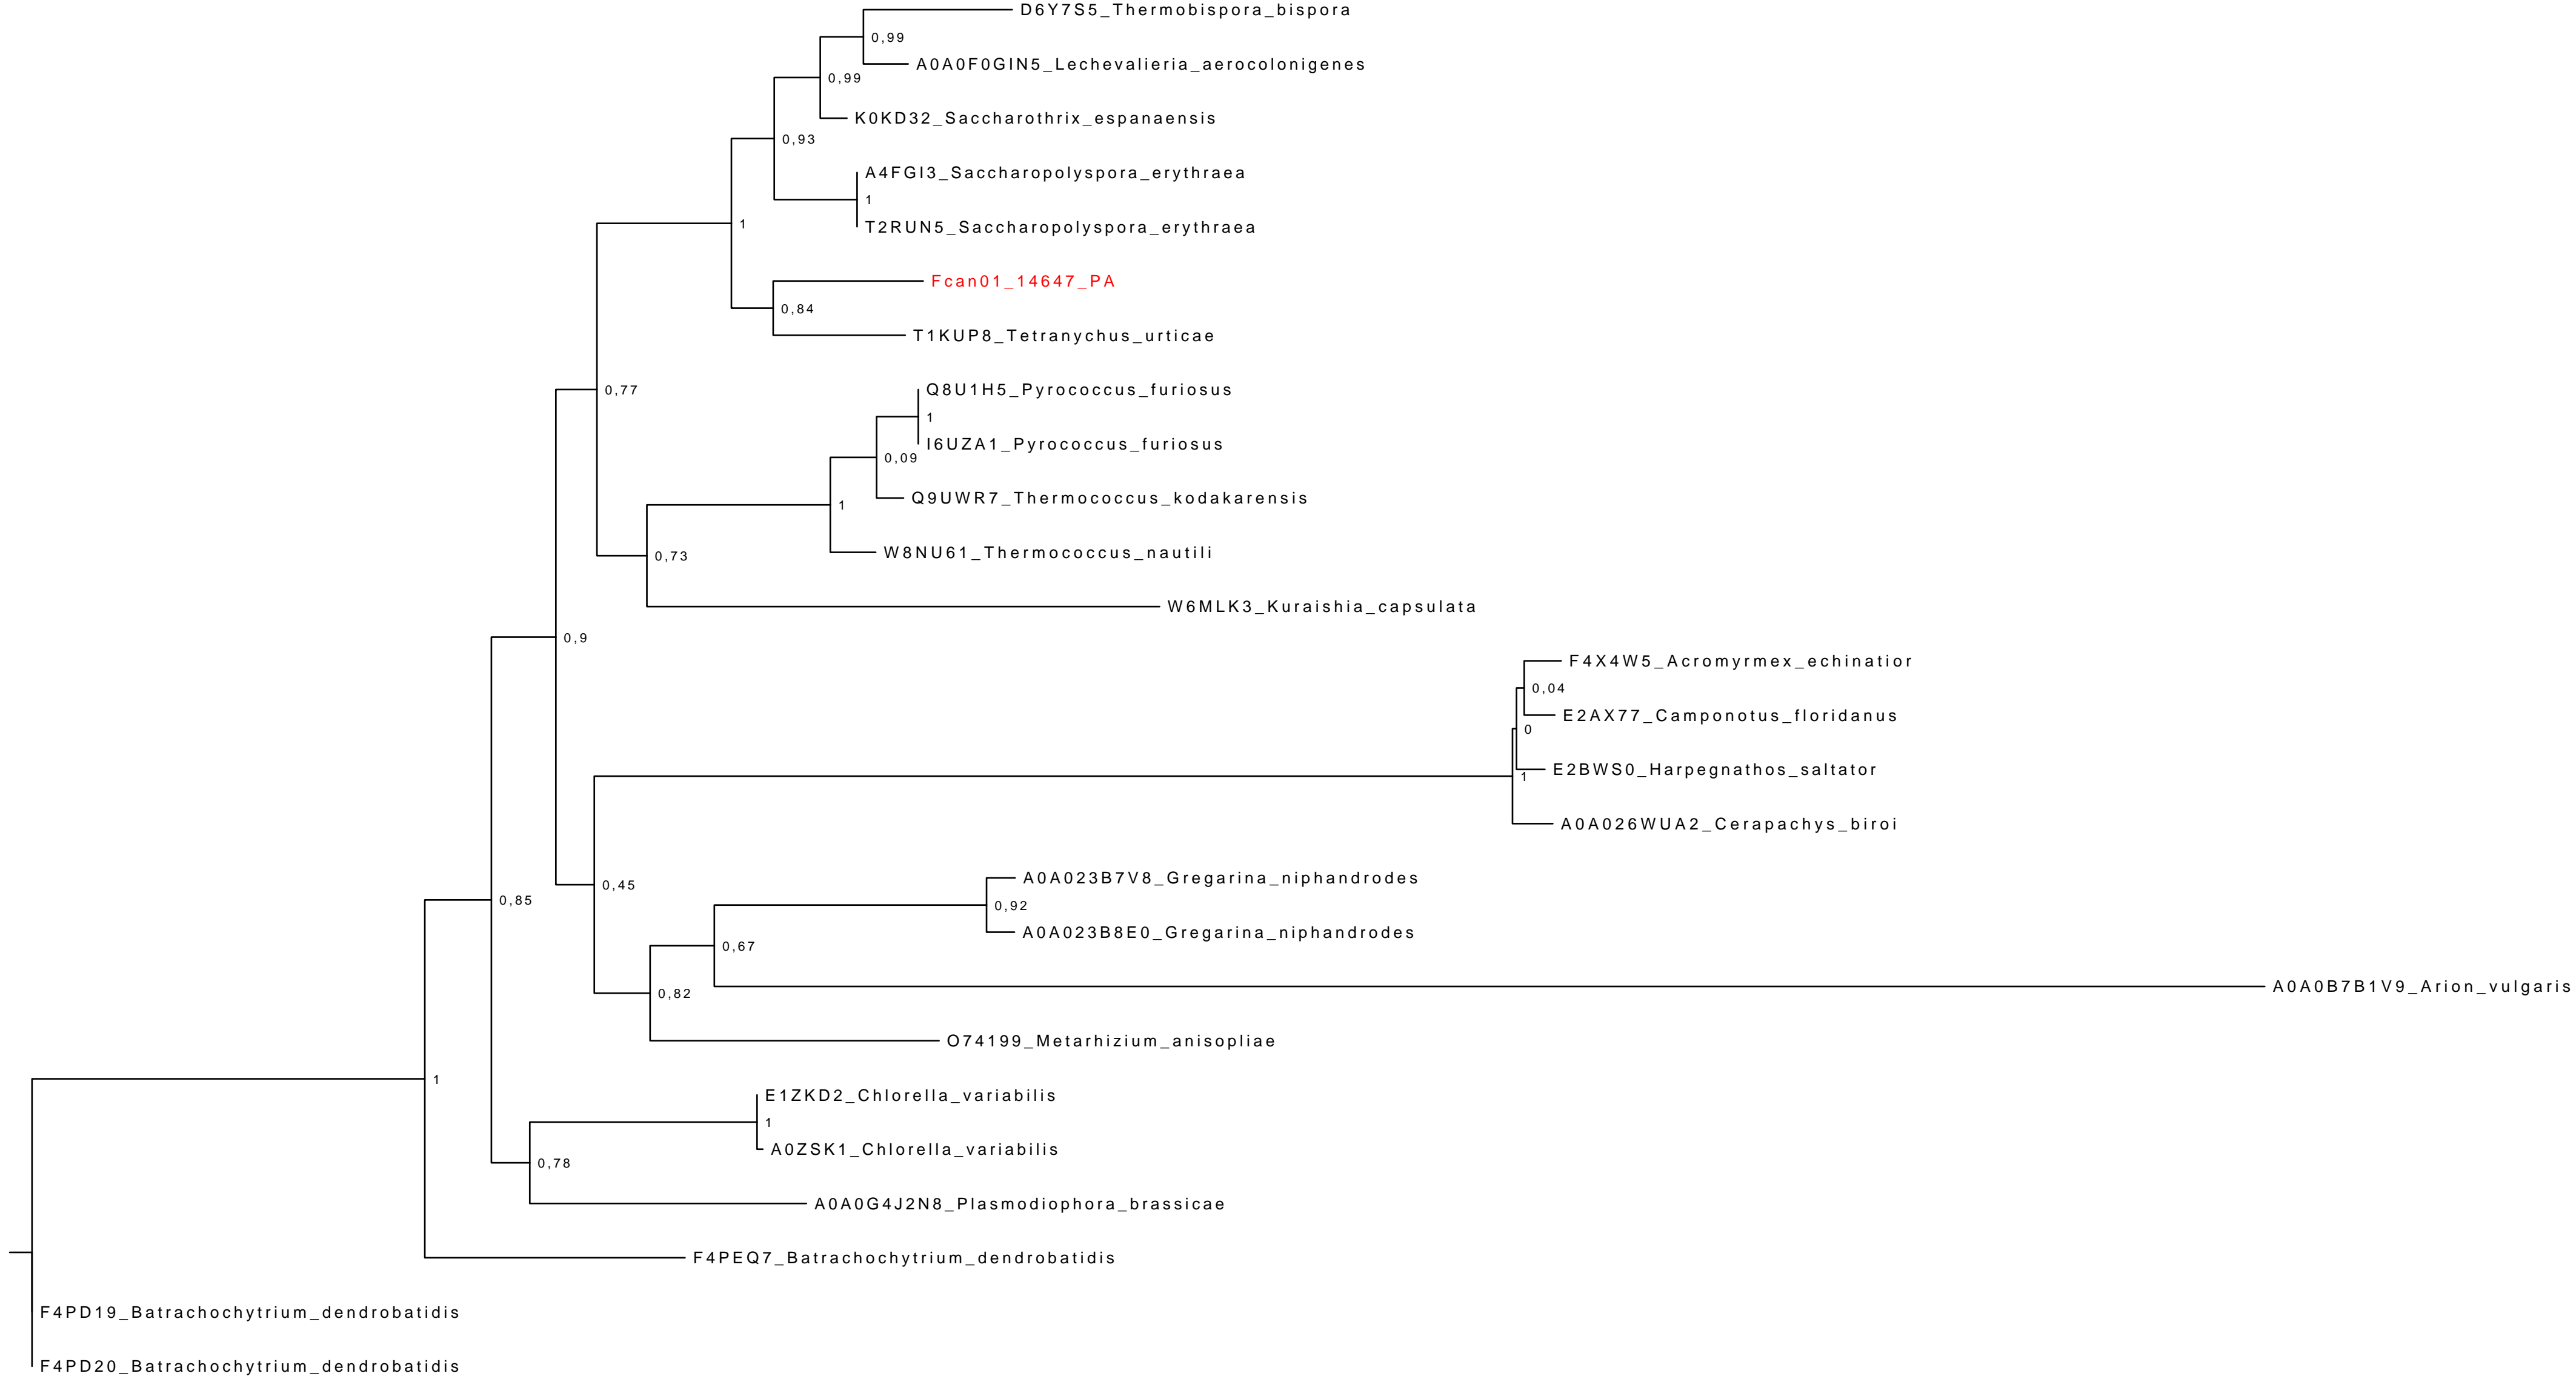 D6Y7S5_Thermobispora_bispora
0,99
A0A0F0GIN5_Lechevalieria_aerocolonigenes
0,99
K0KD32_Saccharothrix_espanaensis
0,93
A4FGI3_Saccharopolyspora_erythraea
1
T2RUN5_Saccharopolyspora_erythraea
1
Fcan01_14647_PA
0,84
T1KUP8_Tetranychus_urticae
0,77
Q8U1H5_Pyrococcus_furiosus
1
I6UZA1_Pyrococcus_furiosus
0,09
Q9UWR7_Thermococcus_kodakarensis
1
W8NU61_Thermococcus_nautili
0,73
W6MLK3_Kuraishia_capsulata
0,9
F4X4W5_Acromyrmex_echinatior
0,04
E2AX77_Camponotus_floridanus
0
E2BWS0_Harpegnathos_saltator
1
A0A026WUA2_Cerapachys_biroi
A0A023B7V8_Gregarina_niphandrodes
0,45
0,85
0,92
A0A023B8E0_Gregarina_niphandrodes
0,67
A0A0B7B1V9_Arion_vulgaris
0,82
O74199_Metarhizium_anisopliae
1
E1ZKD2_Chlorella_variabilis
1
A0ZSK1_Chlorella_variabilis
0,78
A0A0G4J2N8_Plasmodiophora_brassicae
F4PEQ7_Batrachochytrium_dendrobatidis
F4PD19_Batrachochytrium_dendrobatidis
F4PD20_Batrachochytrium_dendrobatidis